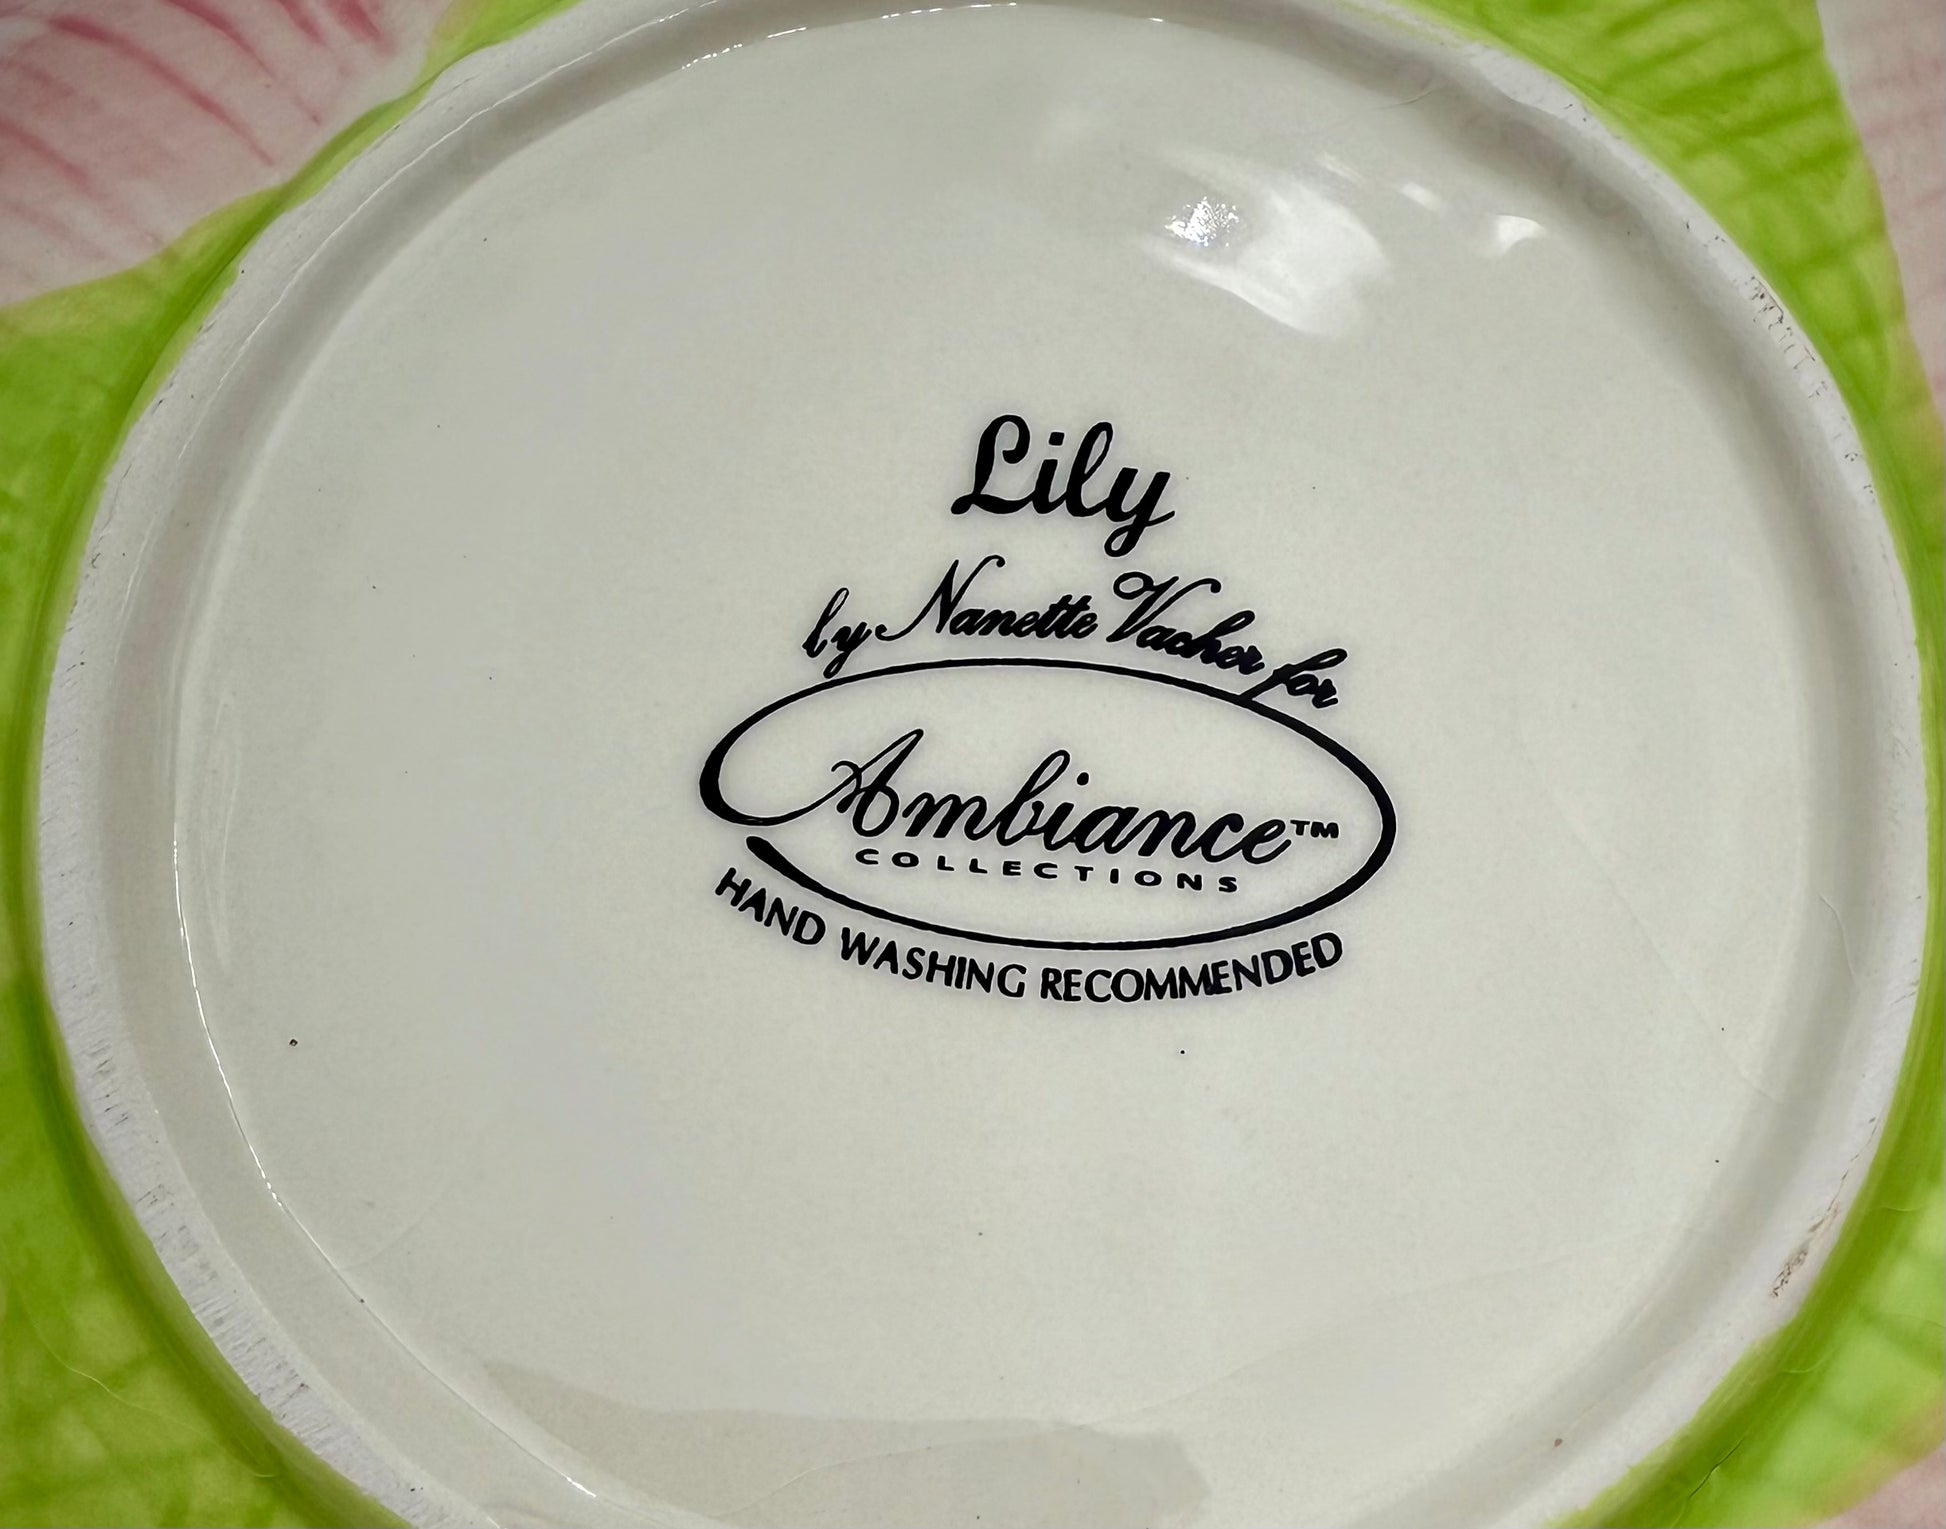 Lily
by Nanette Vacher for
Ambiance™
COLLECTIONS
HAND WASHING RECOMMENDED